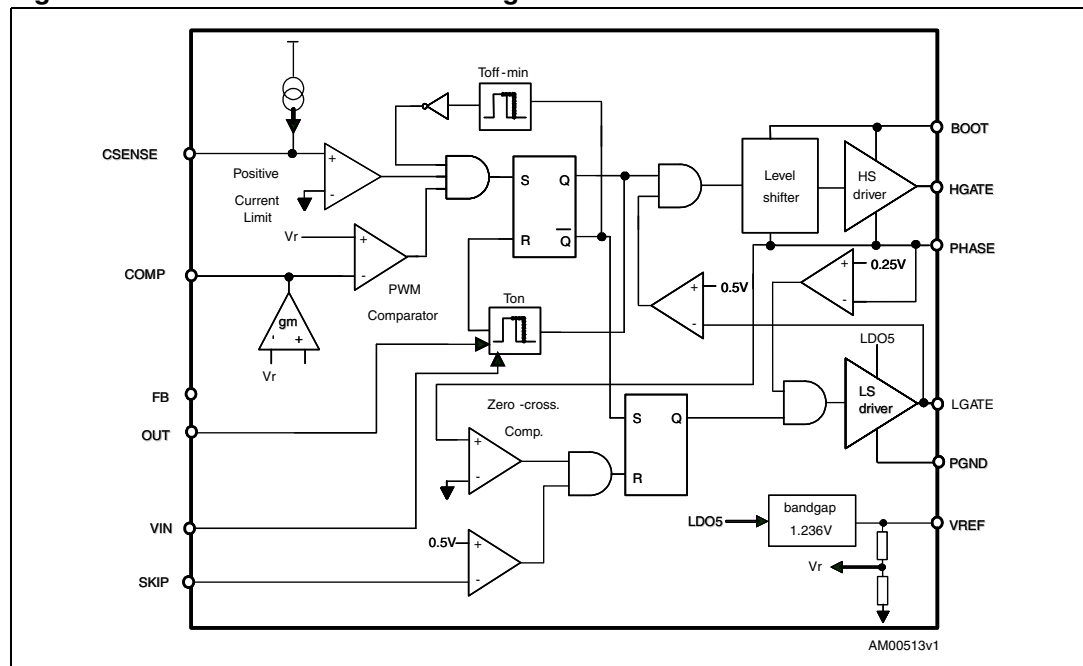 Toff-min
BOOT
CSENSE
+
-
Positive
Current
Limit
S
Q
R
Q
Level
shifter
HS
driver
HGATE
PHASE
Vr
+
-
COMP
PWM
Comparator
gm
- +
Vr
Ton
+
0.5V
-
+
0.25V
-
LDO5
LS
driver
LGATE
PGND
FB
OUT
Zero -cross.
Comp.
+
-
S
Q
R
VIN
0.5V
+
-
SKIP
LDO5
bandgap
1.236V
VREF
Vr
AM00513v1